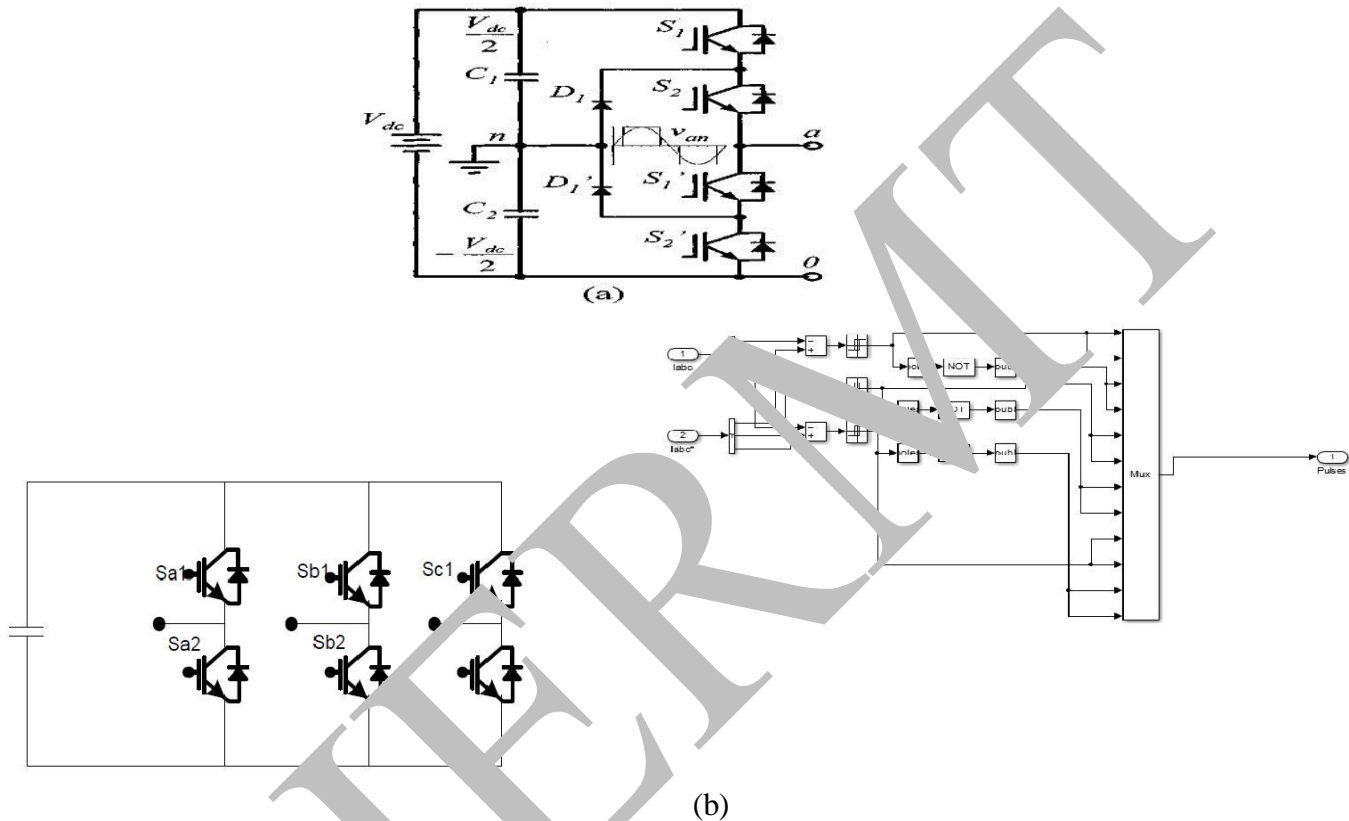 V_dc/2
S_1
C_1
D_1
S_2
V_dc
n
v_an
a
D_1'
S_1'
C_2
S_2'
-V_dc/2
0
(a)
1
Iabc
NOT
2
Iabc*
Mux
1
Pulses
Sa1
Sb1
Sc1
Sa2
Sb2
(b)
IJERMT